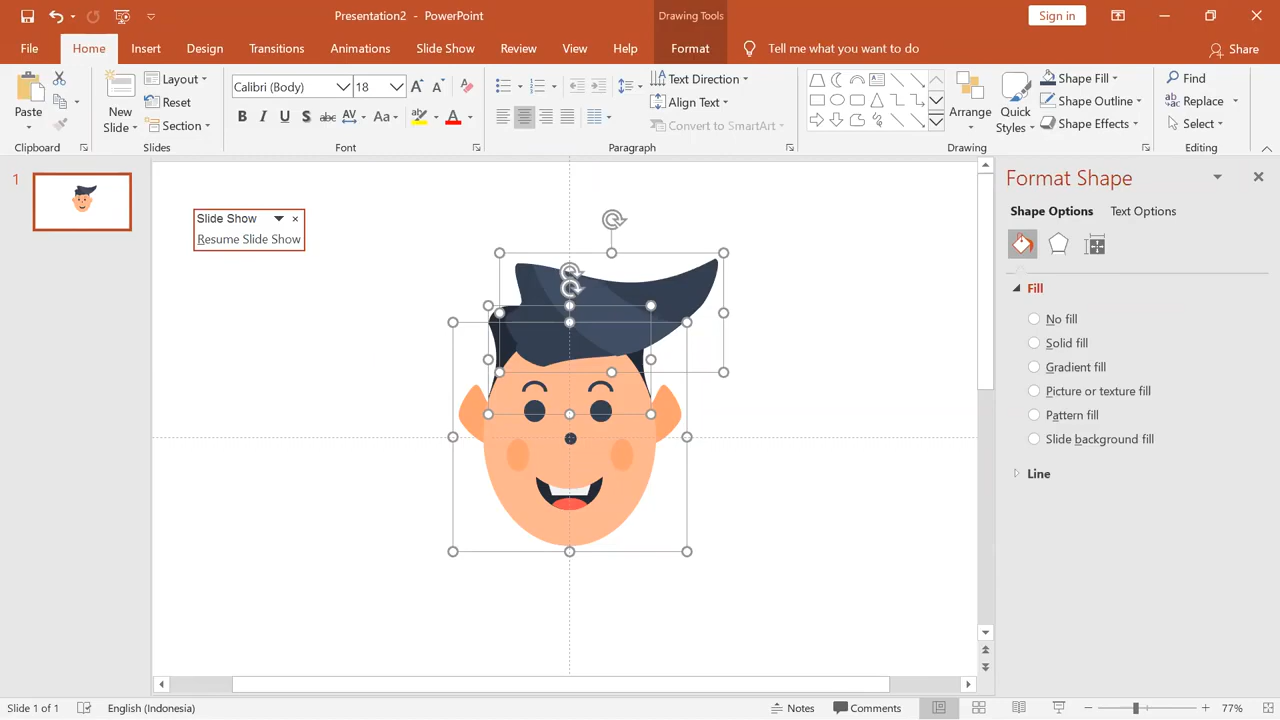 Presentation2 - PowerPoint
Drawing Tools
Sign in
File
Home
Insert
Design
Transitions
Animations
Slide Show
Review
View
Help
Format
Tell me what you want to do
Share
Paste
Clipboard
New
Slide
Layout
Reset
Section
Slides
Calibri (Body)
18
B I U S abc AV Aa A
Font
Text Direction
Align Text
Convert to SmartArt
Paragraph
Arrange
Quick
Styles
Shape Fill
Shape Outline
Shape Effects
Drawing
Find
Replace
Select
Editing
1
Slide Show
Resume Slide Show
Format Shape
Shape Options
Text Options
Fill
No fill
Solid fill
Gradient fill
Picture or texture fill
Pattern fill
Slide background fill
Line
Slide 1 of 1
English (Indonesia)
Notes
Comments
77%